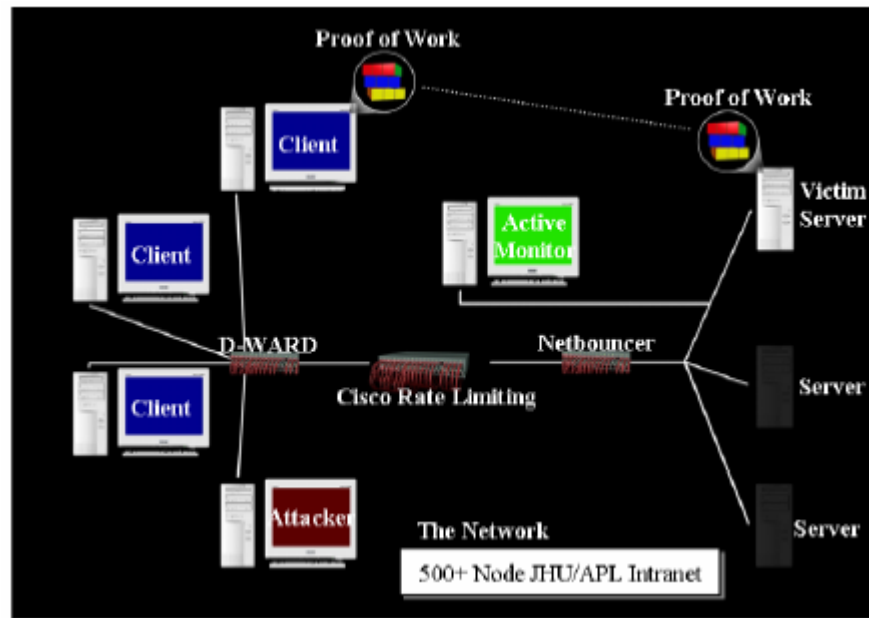 Proof of Work
Proof of Work
Client
Victim
Server
Active
Monitor
Client
D-WARD
Netbouncer
Client
Cisco Rate Limiting
Server
Attacker
The Network
Server
500+ Node JHU/APL Intranet